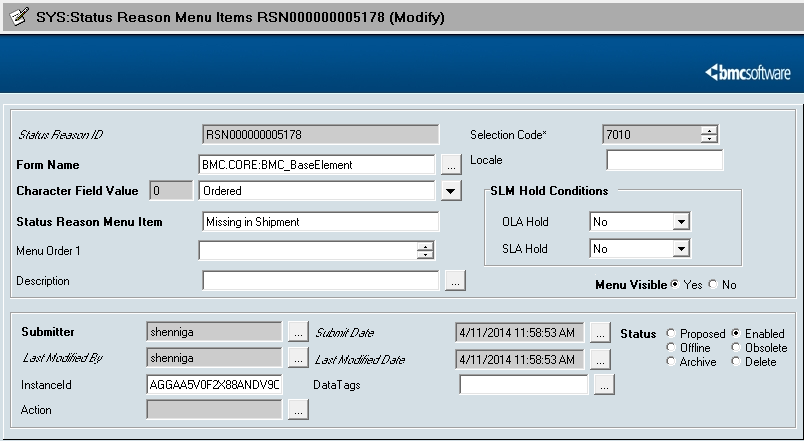 SYS:Status Reason Menu Items RSN000000005178 (Modify)
bmcsoftware
Status Reason ID RSN000000005178 Selection Code* 7010
Form Name BMC.CORE:BMC_BaseElement ... Locale
Character Field Value 0 Ordered SLM Hold Conditions
Status Reason Menu Item Missing in Shipment OLA Hold No
Menu Order 1 SLA Hold No
Description ... Menu Visible Yes No
Submitter shenniga ... Submit Date 4/11/2014 11:58:53 AM ... Status Proposed Enabled
Offline Obsolete
Last Modified By shenniga ... Last Modified Date 4/11/2014 11:58:53 AM ... Archive Delete
InstanceId AGGAA5V0F2X88ANDV9 DataTags ...
Action ...